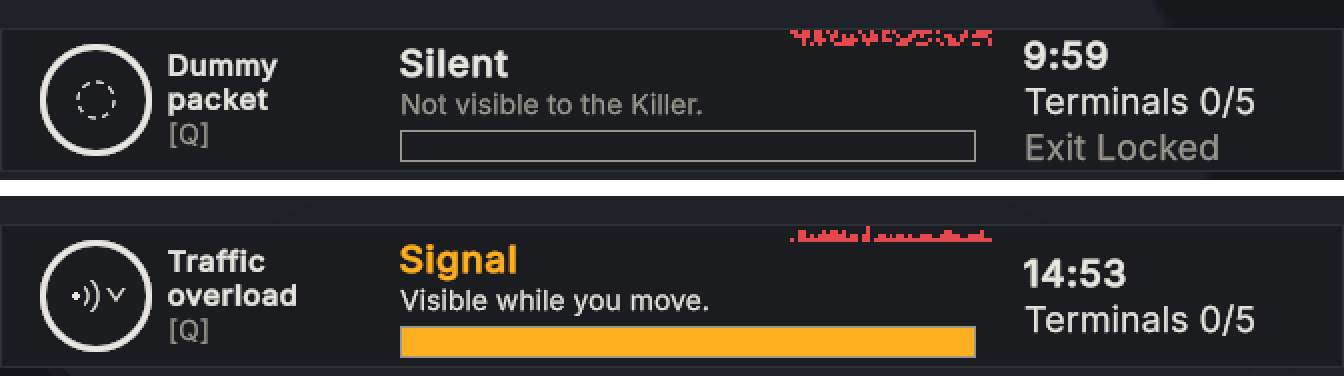 Dummy
packet
[Q]
Silent
Not visible to the Killer.
9:59
Terminals 0/5
Exit Locked
Traffic
overload
[Q]
Signal
Visible while you move.
14:53
Terminals 0/5